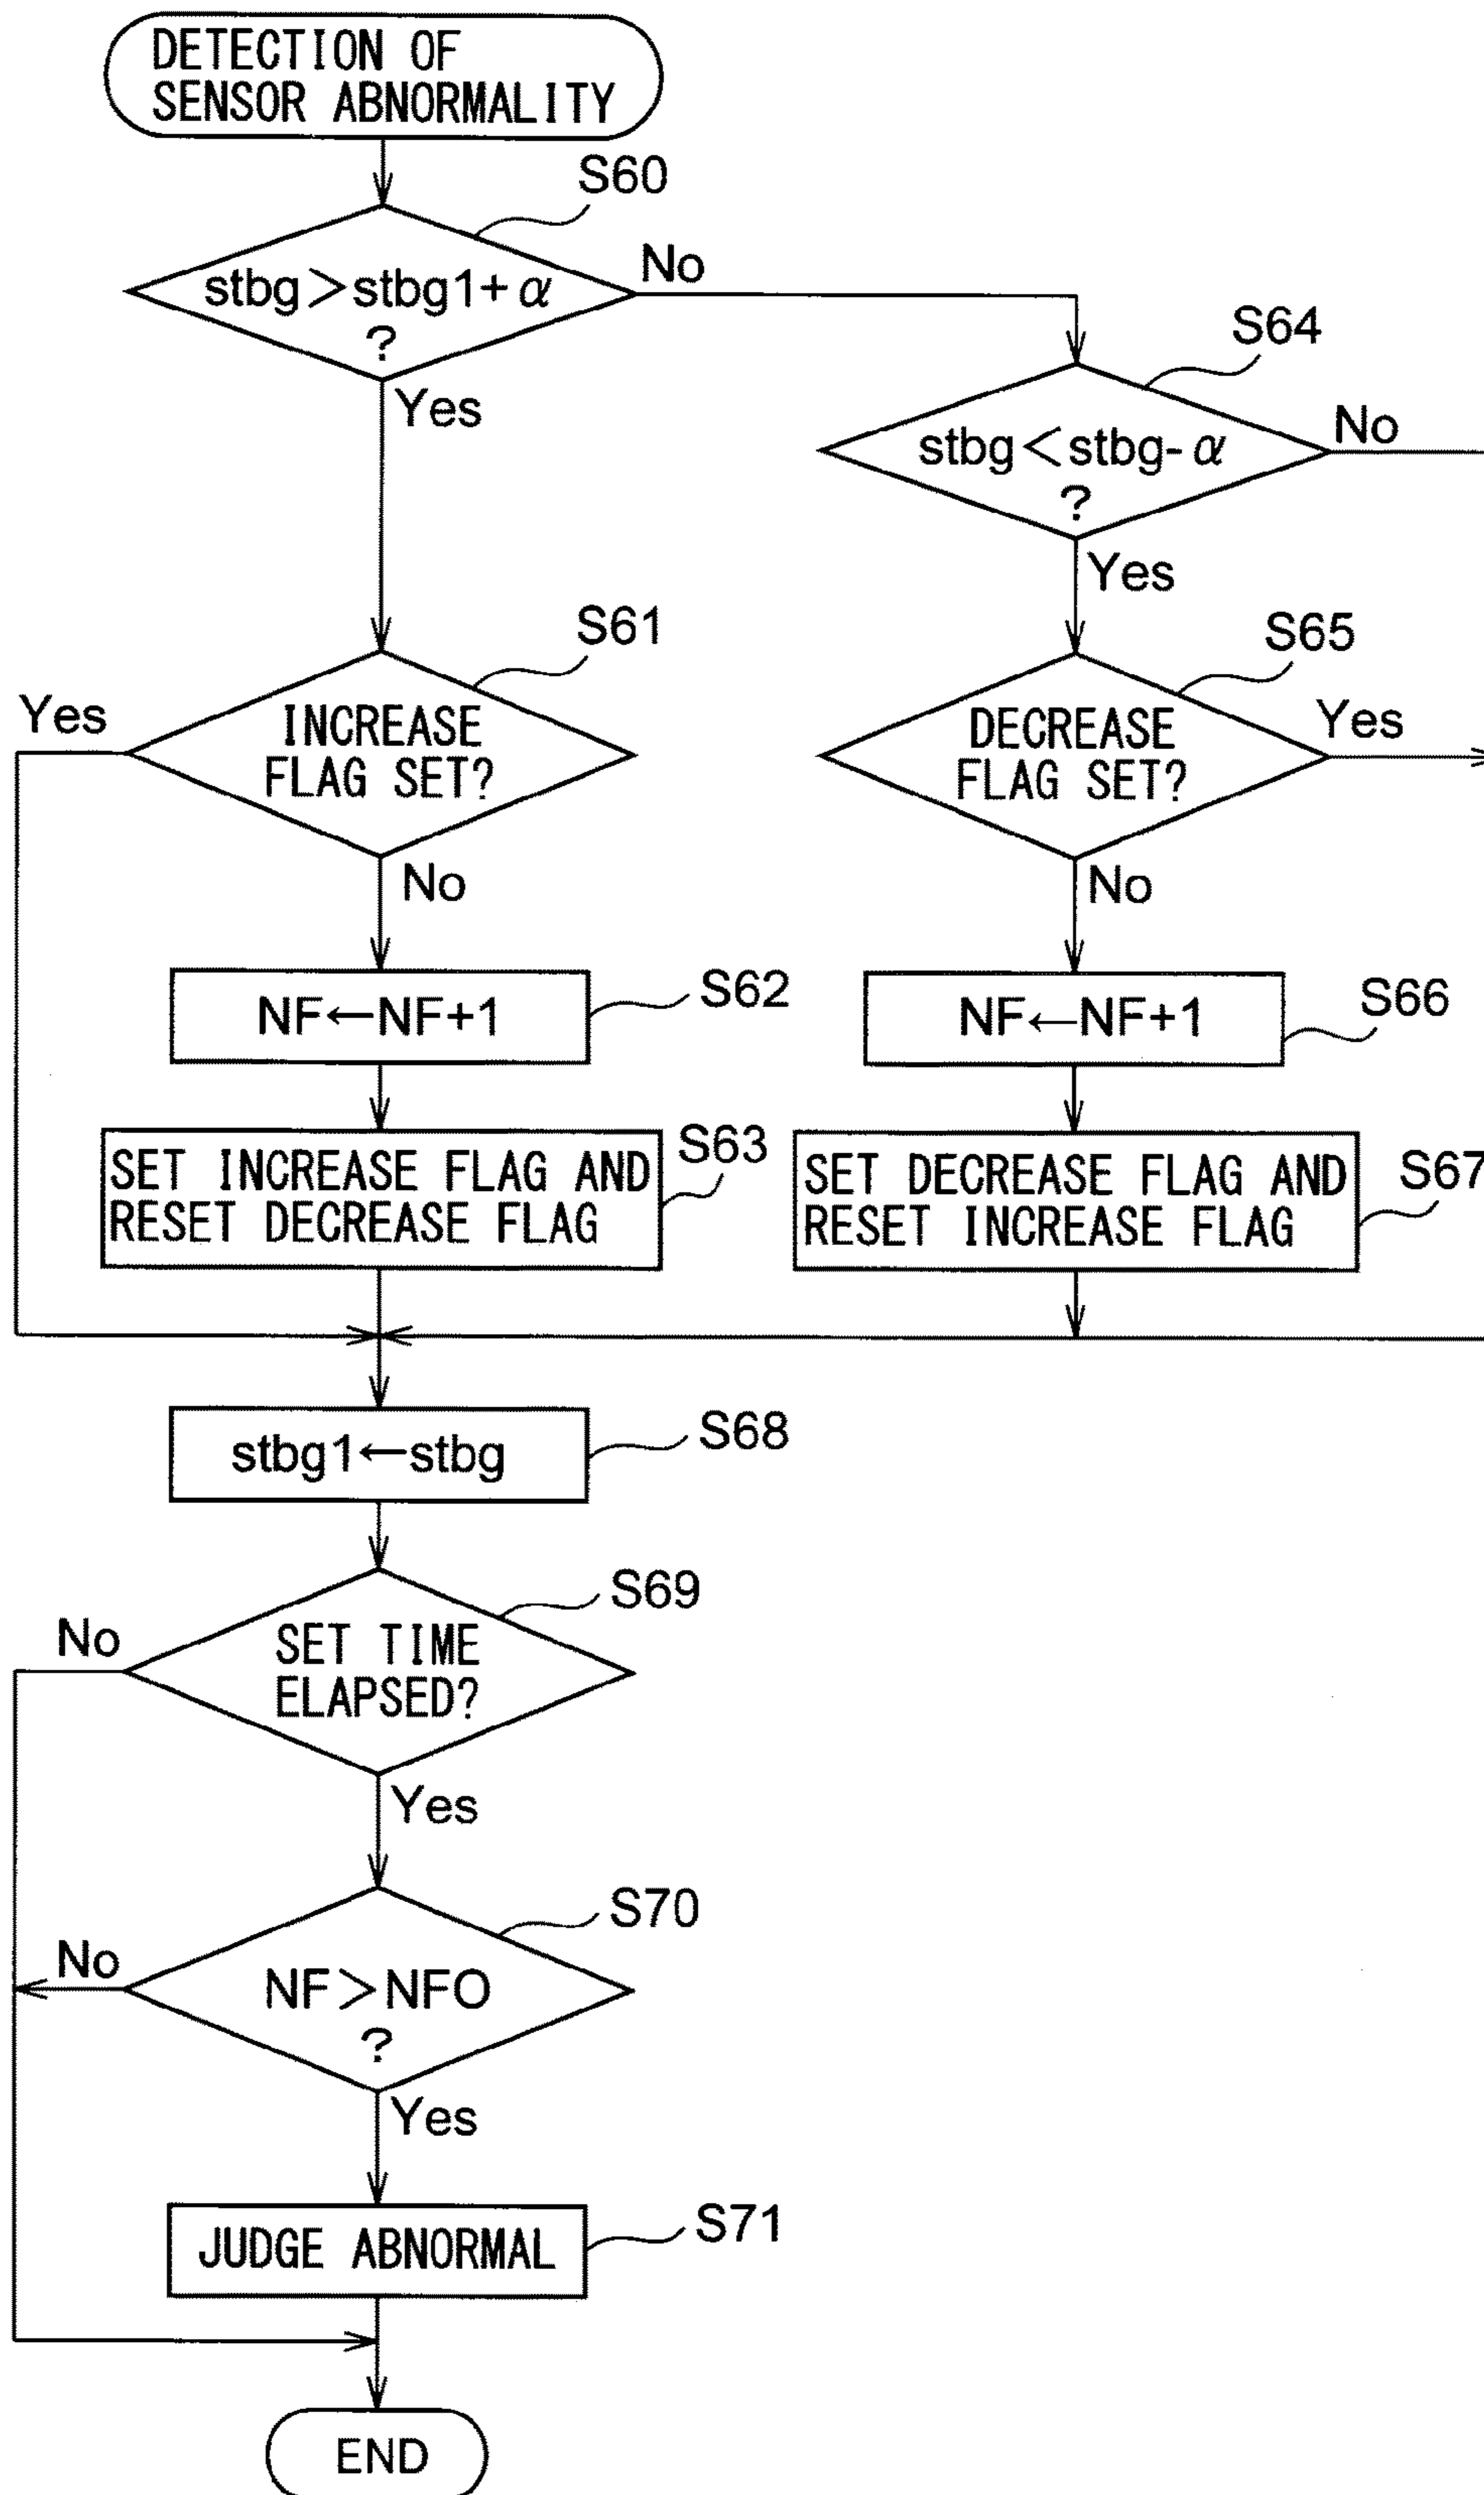 DETECTION OF
SENSOR ABNORMALITY
S60
stbg>stbg1+α
?
No
Yes
S64
stbg<stbg-α
?
No
Yes
S61
INCREASE
FLAG SET?
Yes
No
S65
DECREASE
FLAG SET?
Yes
No
NF←NF+1
S62
NF←NF+1
S66
SET INCREASE FLAG AND
RESET DECREASE FLAG
S63
SET DECREASE FLAG AND
RESET INCREASE FLAG
S67
stbg1←stbg
S68
S69
SET TIME
ELAPSED?
No
Yes
S70
NF>NFO
?
No
Yes
JUDGE ABNORMAL
S71
END